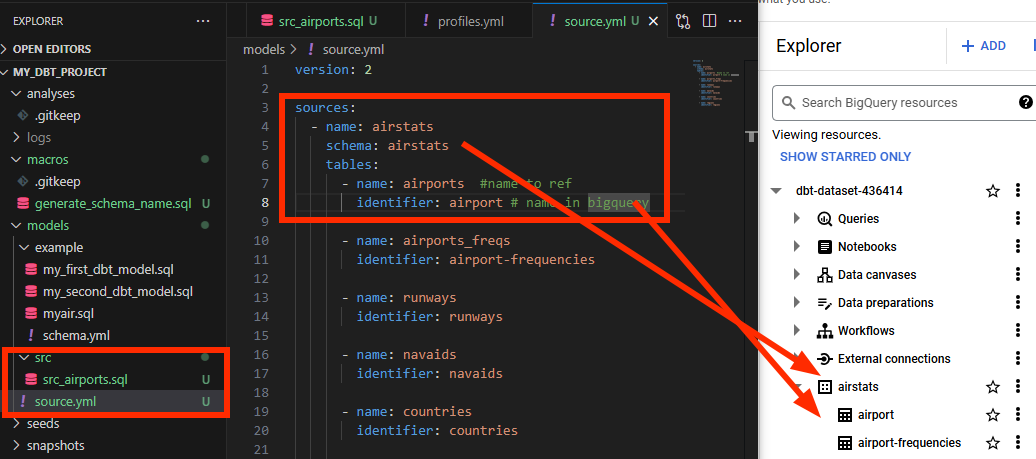 EXPLORER
OPEN EDITORS
MY_DBT_PROJECT
analyses
.gitkeep
logs
macros
.gitkeep
generate_schema_name.sql U
models
example
my_first_dbt_model.sql
my_second_dbt_model.sql
myair.sql
schema.yml
src
src_airports.sql U
source.yml U
seeds
snapshots
src_airports.sql U
profiles.yml
source.yml U
models > source.yml
1 version: 2
2
3 sources:
4 - name: airstats
5 schema: airstats
6 tables:
7 - name: airports #name to ref
8 identifier: airport # name in bigquery
9
10 - name: airports_freqs
11 identifier: airport-frequencies
12
13 - name: runways
14 identifier: runways
15
16 - name: navaids
17 identifier: navaids
18
19 - name: countries
20 identifier: countries
21
what you use.
Explorer
+ ADD
Search BigQuery resources
Viewing resources.
SHOW STARRED ONLY
dbt-dataset-436414
Queries
Notebooks
Data canvases
Data preparations
Workflows
External connections
airstats
airport
airport-frequencies